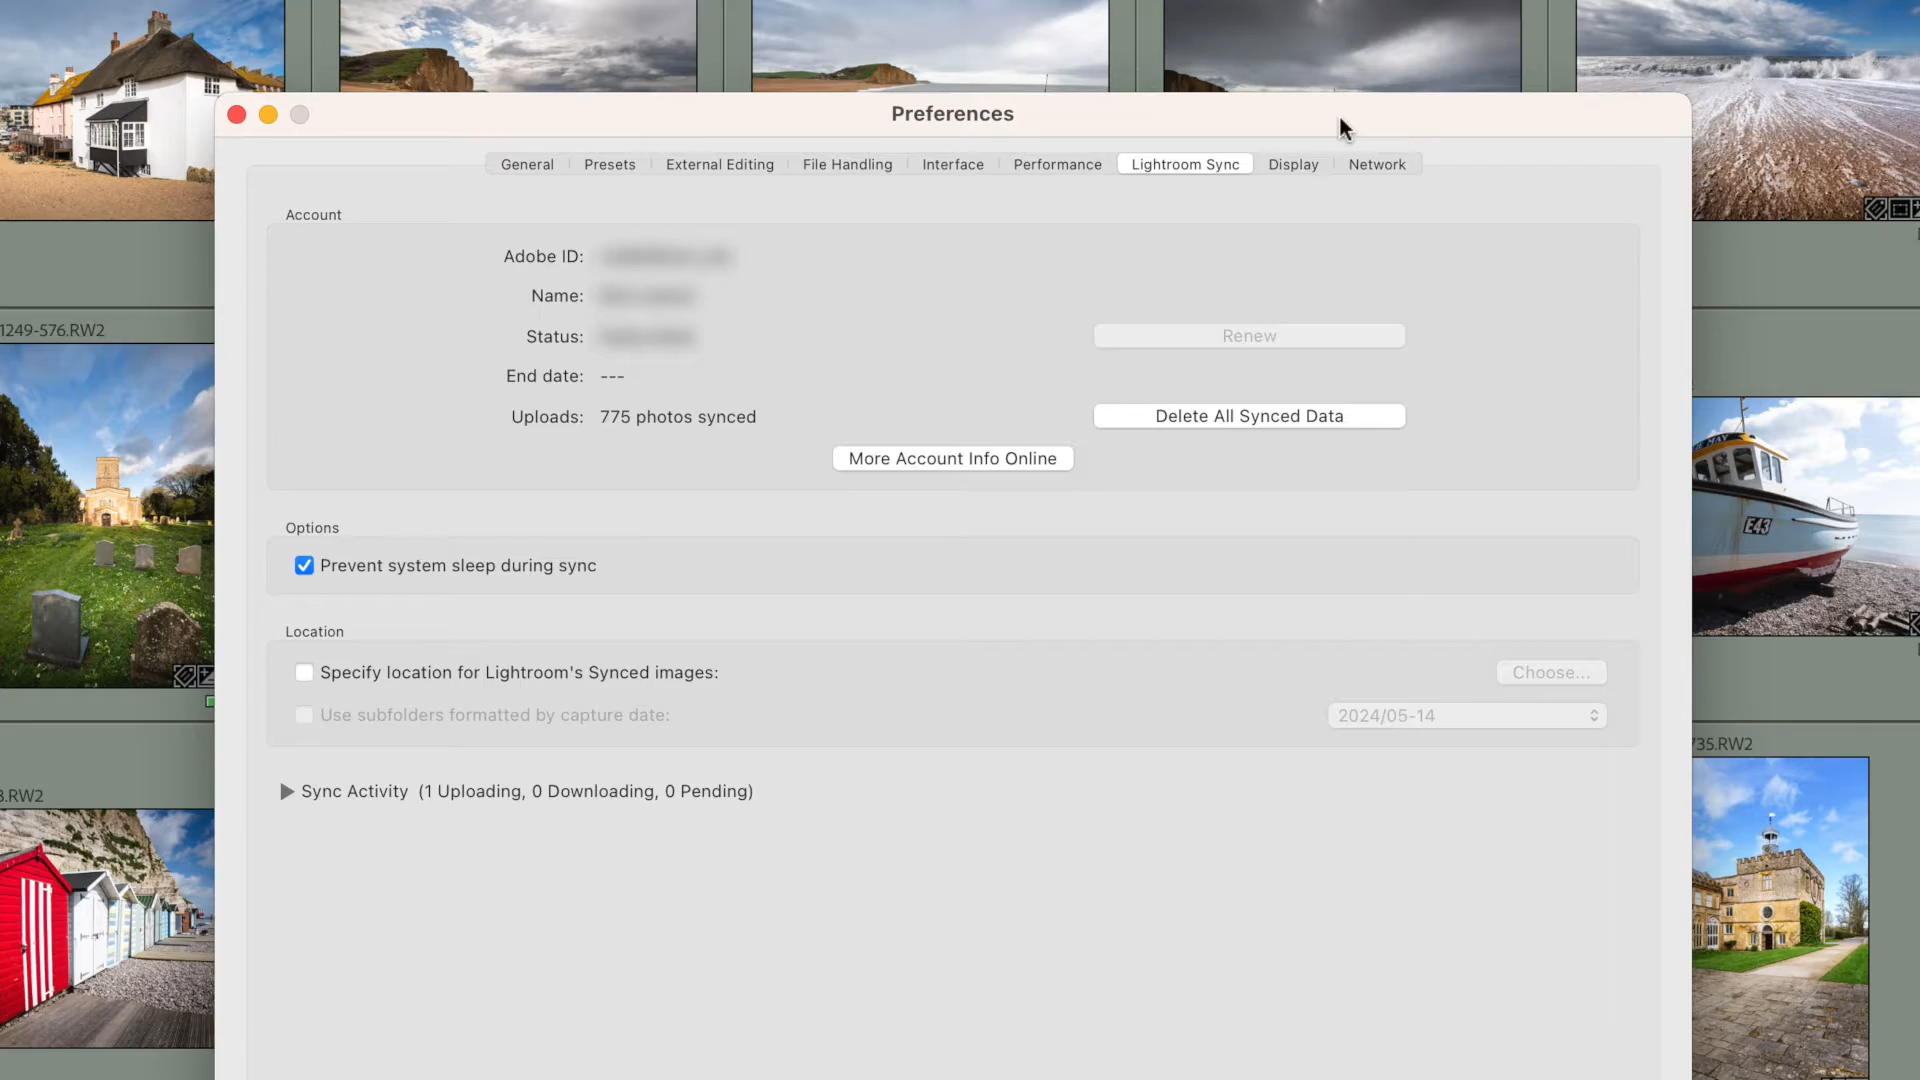 Preferences
General Presets External Editing File Handling Interface Performance Lightroom Sync Display Network
Account
Adobe ID:
Name:
Status:
Renew
End date: ---
Uploads: 775 photos synced
Delete All Synced Data
More Account Info Online
Options
Prevent system sleep during sync
Location
Specify location for Lightroom's Synced images:
Choose...
Use subfolders formatted by capture date:
2024/05-14
Sync Activity (1 Uploading, 0 Downloading, 0 Pending)
1249-576.RW2
E43
735.RW2
.RW2